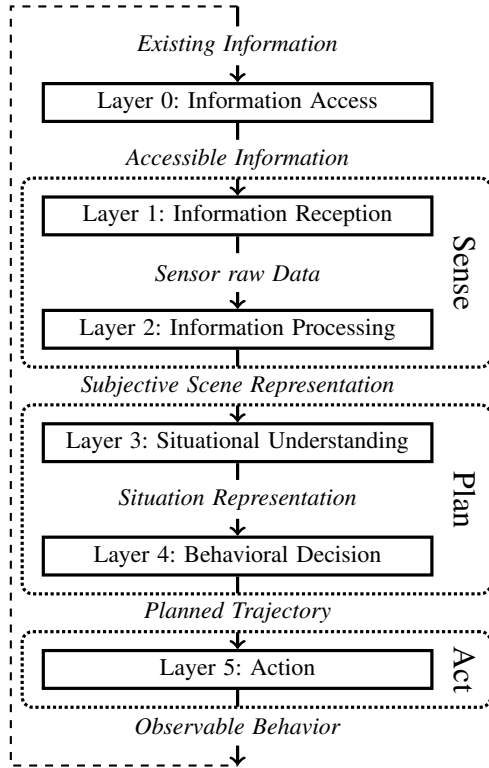 Existing Information
Layer 0: Information Access
Accessible Information
Layer 1: Information Reception
Sensor raw Data
Layer 2: Information Processing
Sense
Subjective Scene Representation
Layer 3: Situational Understanding
Situation Representation
Layer 4: Behavioral Decision
Plan
Planned Trajectory
Layer 5: Action
Act
Observable Behavior